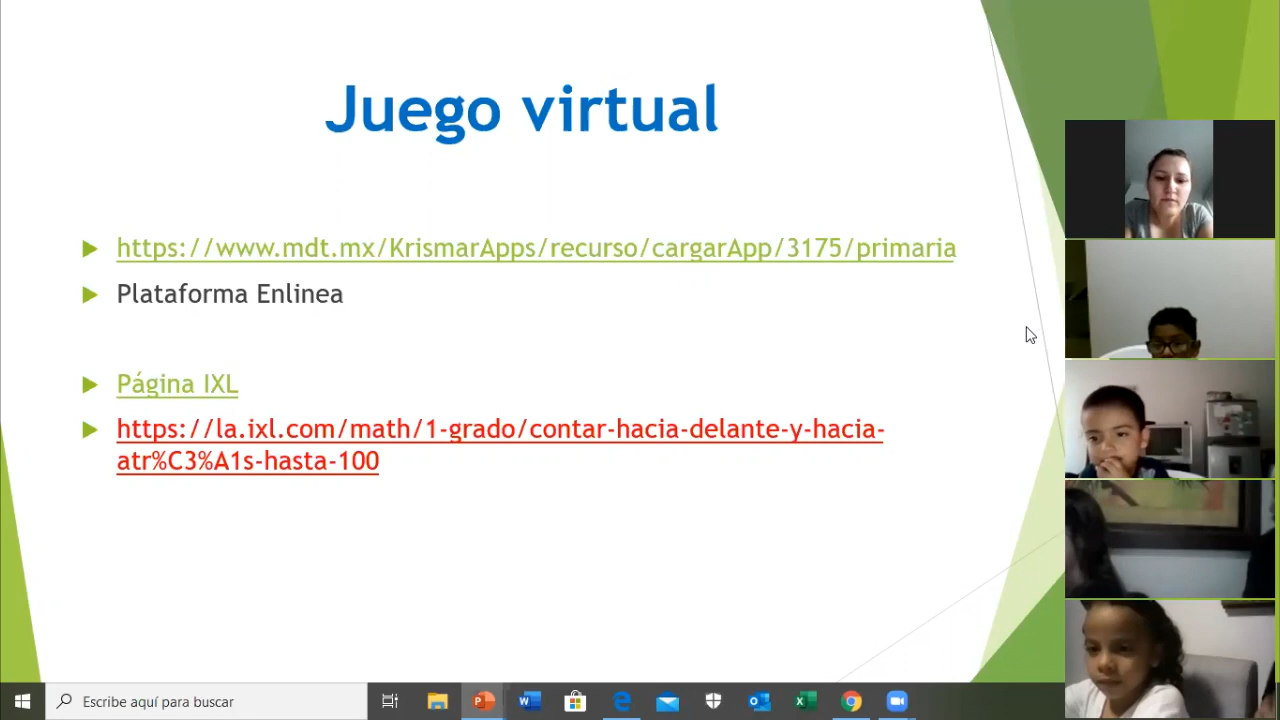 Juego virtual
https://www.mdt.mx/KrismarApps/recurso/cargarApp/3175/primaria
Plataforma Enlinea
Página IXL
https://la.ixl.com/math/1-grado/contar-hacia-delante-y-hacia-
atr%C3%A1s-hasta-100
Escribe aquí para buscar